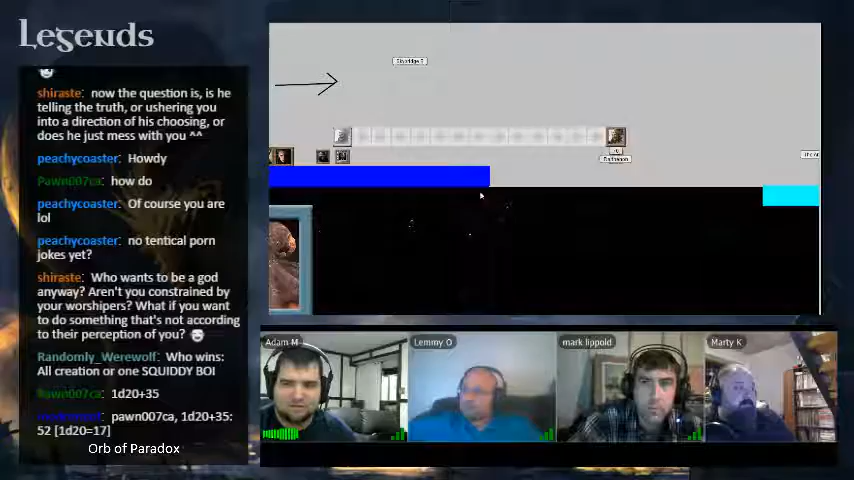 Legends
shiraste: now the question is, is he
telling the truth, or ushering you
into a direction of his choosing, or
does he just mess with you ^^
peachycoaster: Howdy
Pawn007ca: how do
peachycoaster: Of course you are
lol
peachycoaster: no tentical porn
jokes yet?
shiraste: Who wants to be a god
anyway? Aren't you constrained by
your worshipers? What if you want
to do something that's not according
to their perception of you?
Randomly_Werewolf: Who wins:
All creation or one SQUIDDY BOI
Pawn007ca: 1d20+35
pawn007ca, 1d20+35:
52 [1d20=17]
Orb of Paradox
Adam M
Lemmy O
mark lippold
Marty K